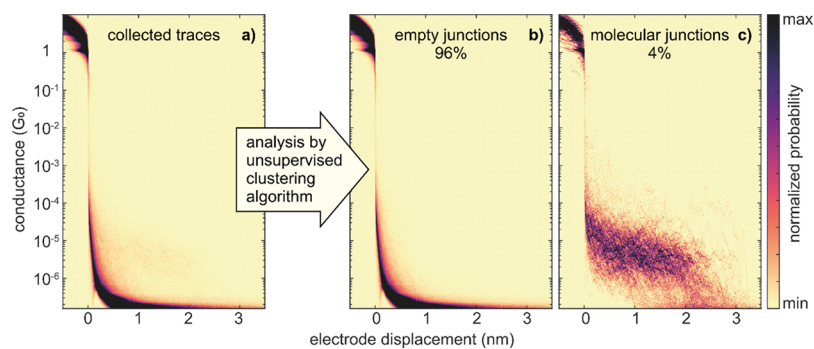 collected traces a)
empty junctions b)
96%
molecular junctions c)
4%
max
normalized probability
min
conductance (G₀)
1
10⁻¹
10⁻²
10⁻³
10⁻⁴
10⁻⁵
10⁻⁶
analysis by
unsupervised
clustering
algorithm
0 1 2 3
0 1 2 3
0 1 2 3
electrode displacement (nm)